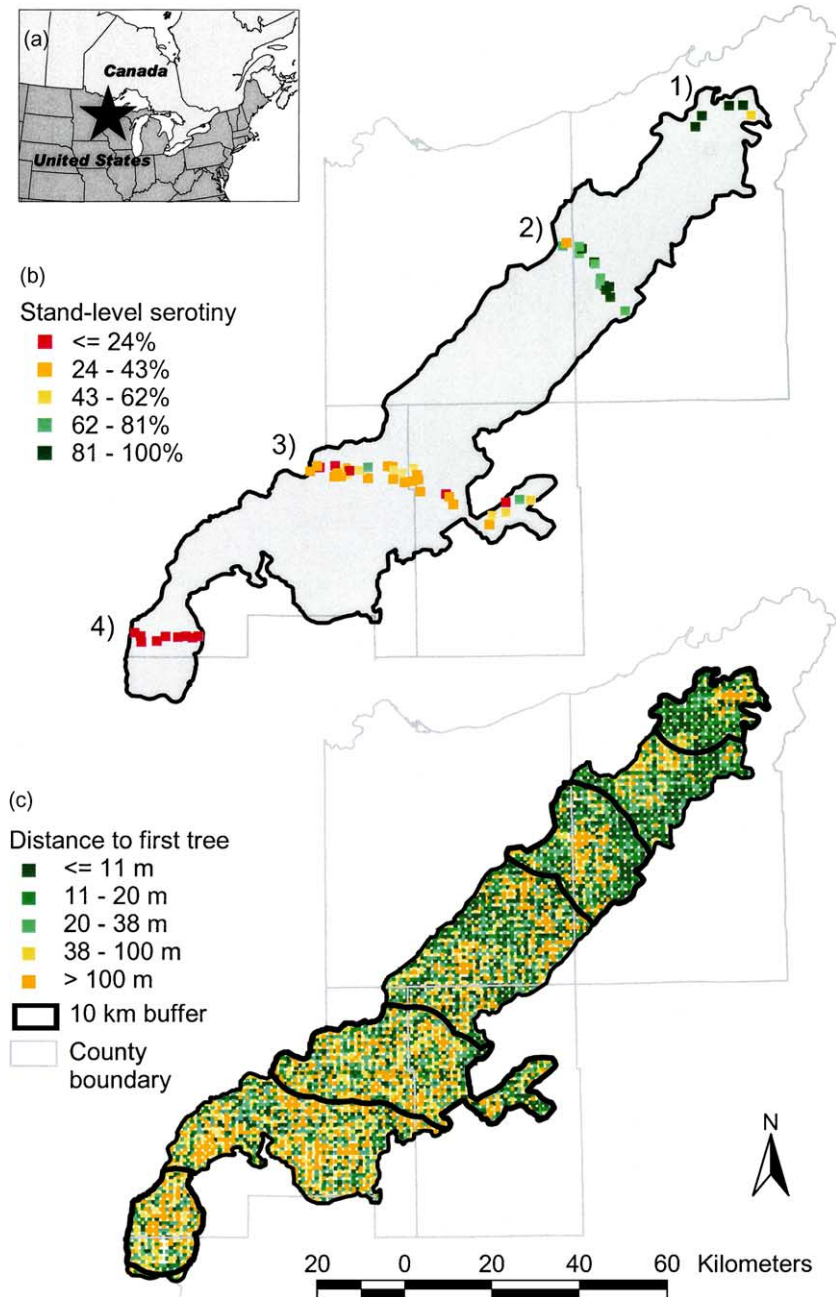 (a)
Canada
United States
1)
2)
(b)
Stand-level serotiny
<= 24%
24 - 43%
43 - 62%
62 - 81%
81 - 100%
3)
4)
(c)
Distance to first tree
<= 11 m
11 - 20 m
20 - 38 m
38 - 100 m
> 100 m
10 km buffer
County
boundary
N
20 0 20 40 60 Kilometers